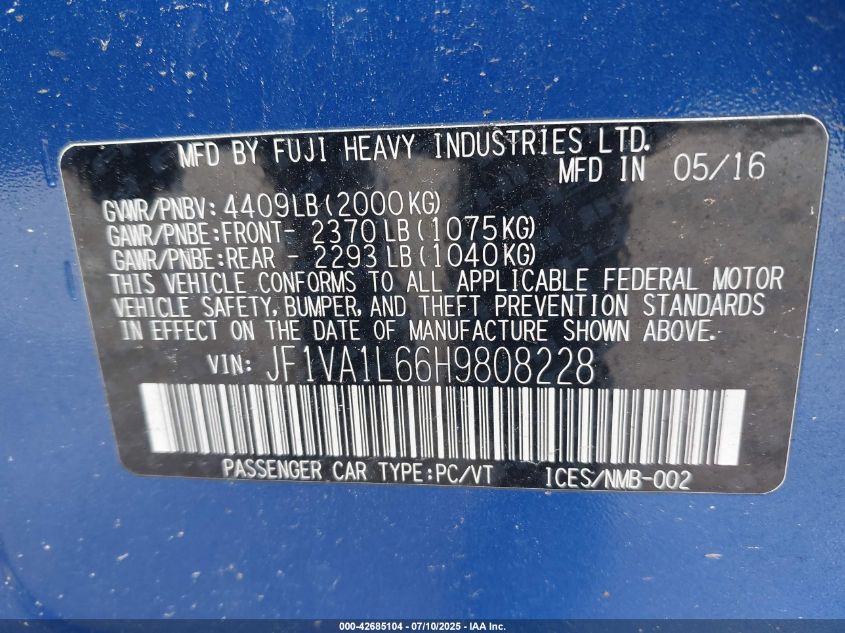 MFD BY FUJI HEAVY INDUSTRIES LTD.
MFD IN 05/16
GVWR/PNBV: 4409LB(2000KG)
GAWR/PNBE:FRONT- 2370LB(1075KG)
GAWR/PNBE:REAR - 2293LB(1040KG)
THIS VEHICLE CONFORMS TO ALL APPLICABLE FEDERAL MOTOR
VEHICLE SAFETY, BUMPER, AND THEFT PREVENTION STANDARDS
IN EFFECT ON THE DATE OF MANUFACTURE SHOWN ABOVE.
VIN: JF1VA1L66H9808228
PASSENGER CAR TYPE:PC/VT ICES/NMB-002
000-42685104 / 07/10/2025 - IAA Inc.